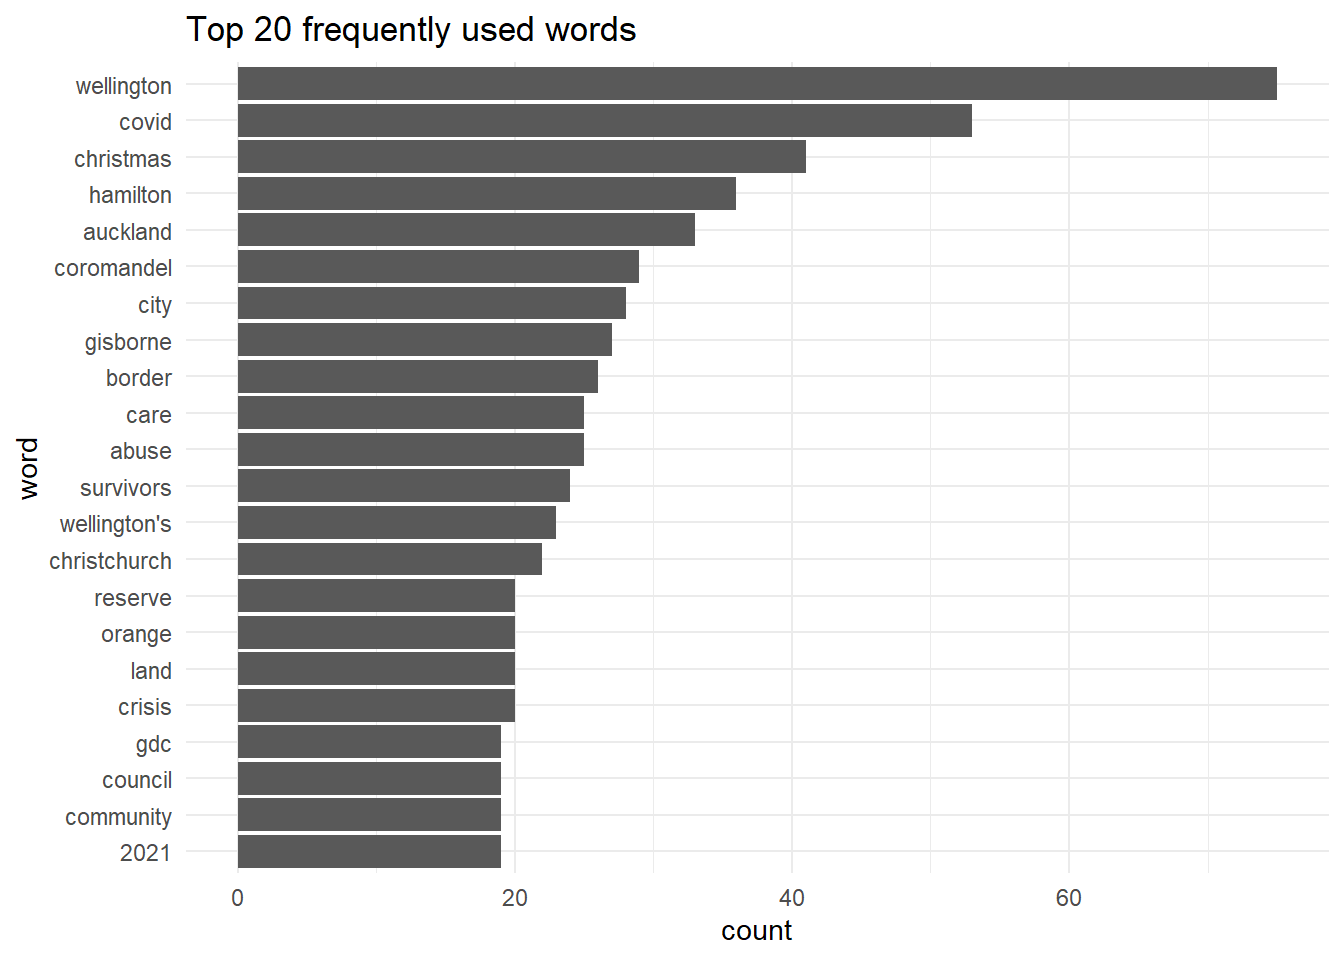 Top 20 frequently used words
wellington
covid
christmas
hamilton
auckland
coromandel
city
gisborne
border
care
abuse
survivors
wellington's
christchurch
reserve
orange
land
crisis
gdc
council
community
2021
word
0 20 40 60
count